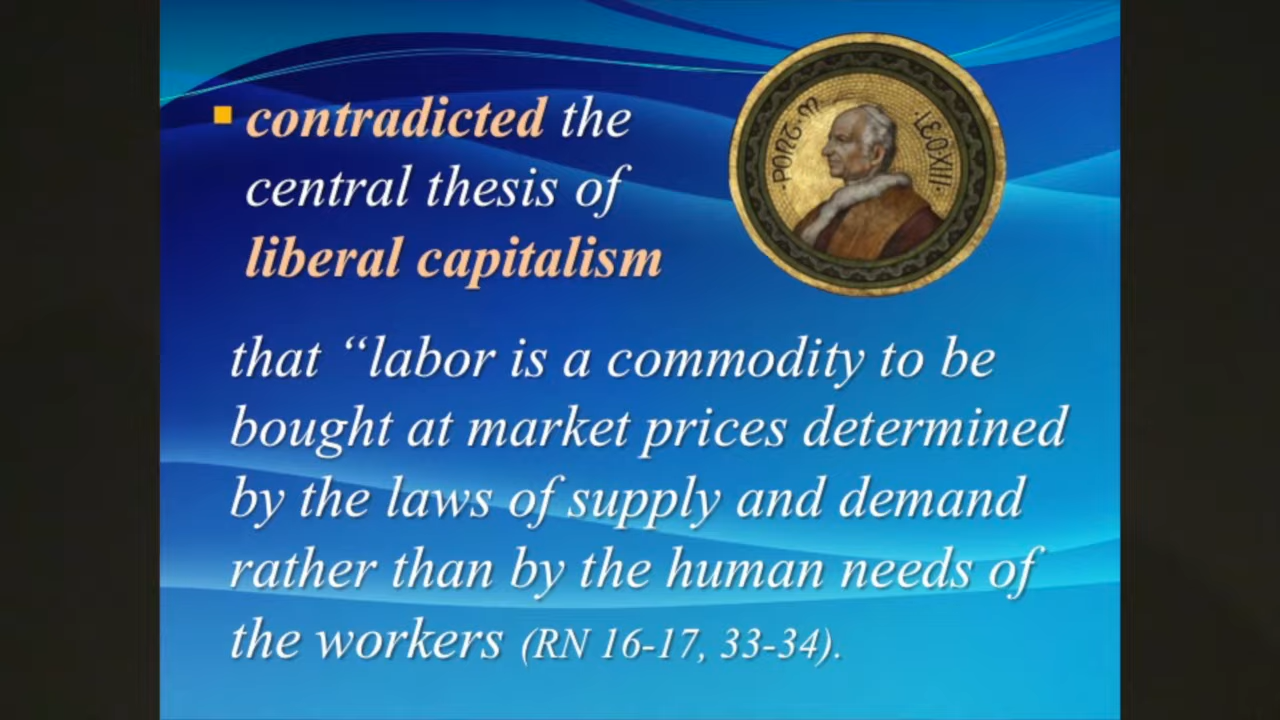 contradicted the
central thesis of
liberal capitalism
PONT. M
·LEO·XIII·
that “labor is a commodity to be
bought at market prices determined
by the laws of supply and demand
rather than by the human needs of
the workers (RN 16-17, 33-34).